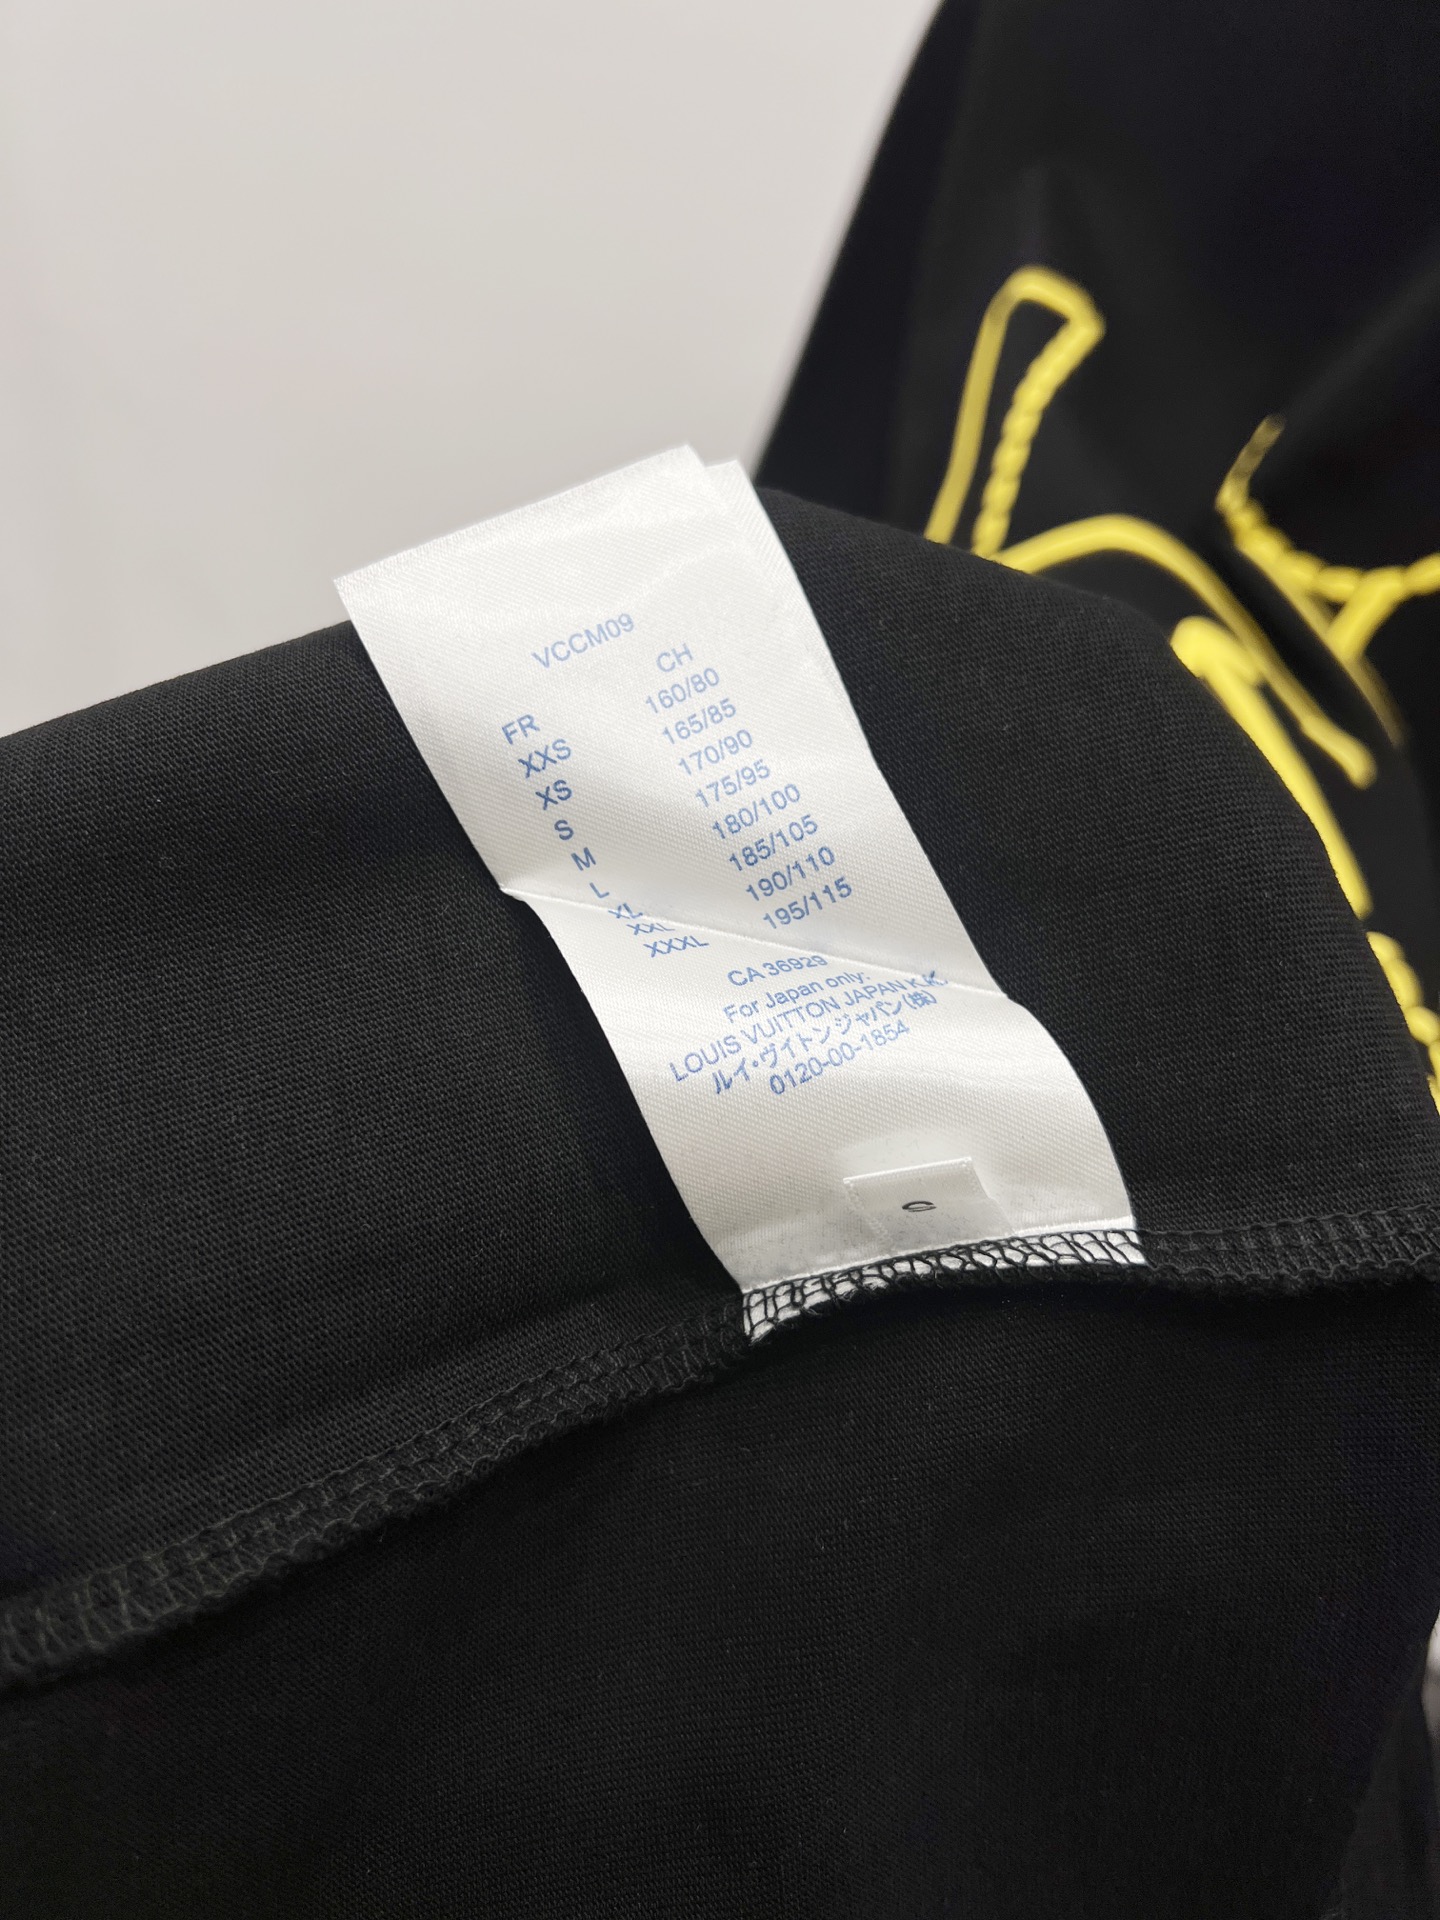 VCCM09
FR CH
XXS 160/80
XS 165/85
S 170/90
M 175/95
L 180/100
XL 185/105
XXL 190/110
XXXL 195/115
CA 36929
For Japan only:
LOUIS VUITTON JAPAN K.K.
ルイ・ヴィトン ジャパン(株)
0120-00-1854